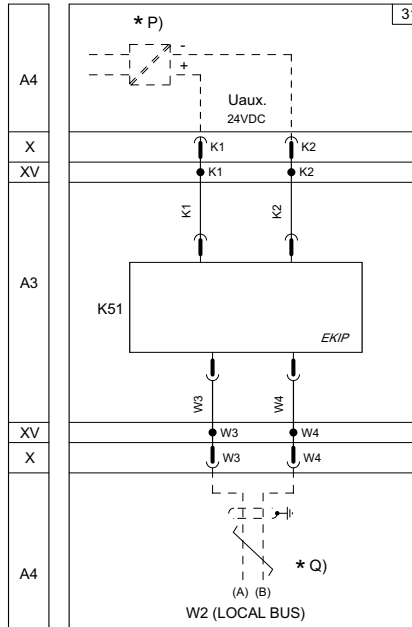 * P)
31
-
+
A4
Uaux.
24VDC
X
K1
K2
XV
K1
K2
K1
K2
A3
K51
EKIP
W3
W4
XV
W3
W4
X
W3
W4
* Q)
A4
(A) (B)
W2 (LOCAL BUS)